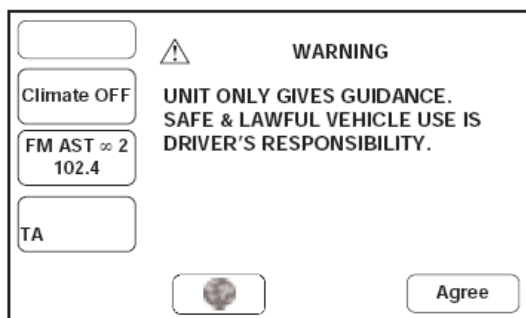 WARNING
Climate OFF
UNIT ONLY GIVES GUIDANCE.
SAFE & LAWFUL VEHICLE USE IS
DRIVER'S RESPONSIBILITY.
FM AST ∞ 2
102.4
TA
Agree